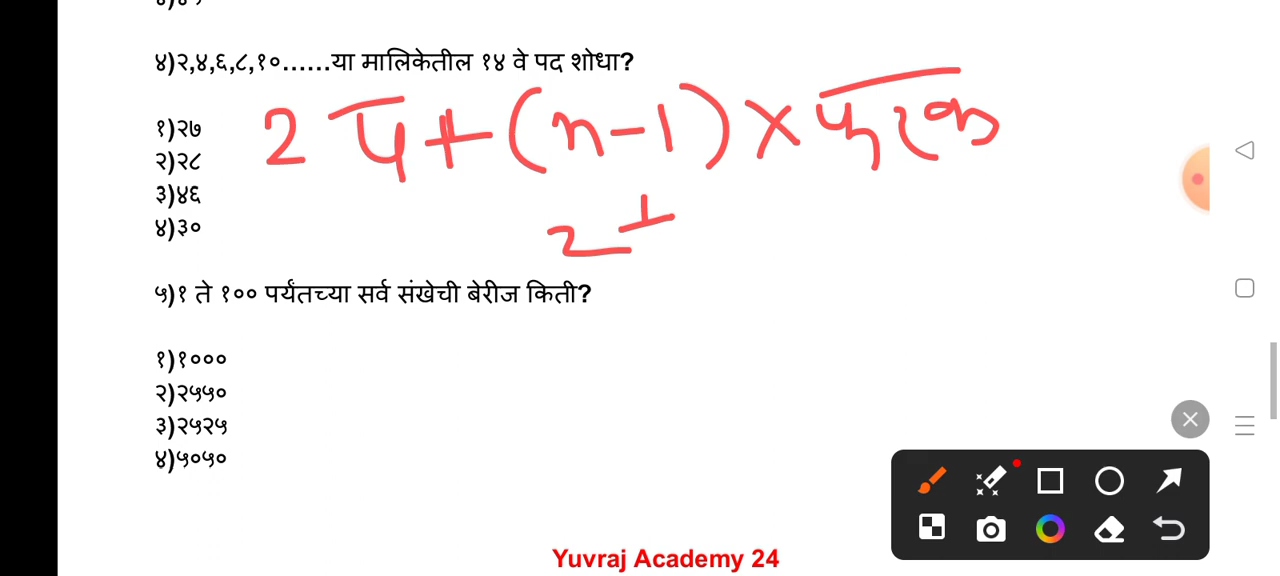 ४)२,४,६,८,१०......या मालिकेतील १४ वे पद शोधा?
2 प + (n-1) × फरक
१)२७
२)२८
३)४६
४)३०
2 +
५)१ ते १०० पर्यंतच्या सर्व संखेची बेरीज किती?
१)१०००
२)२५५०
३)२५२५
४)५०५०
Yuvraj Academy 24